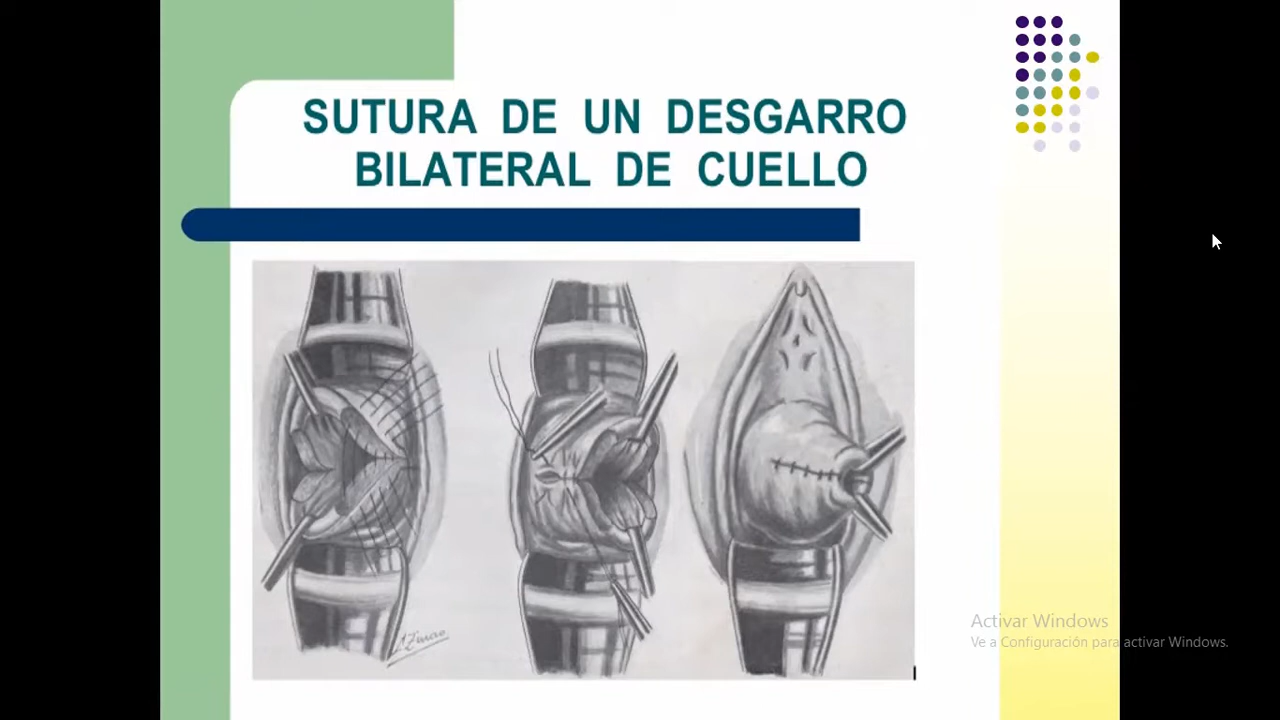 SUTURA DE UN DESGARRO
BILATERAL DE CUELLO
Activar Windows
Ve a Configuración para activar Windows.